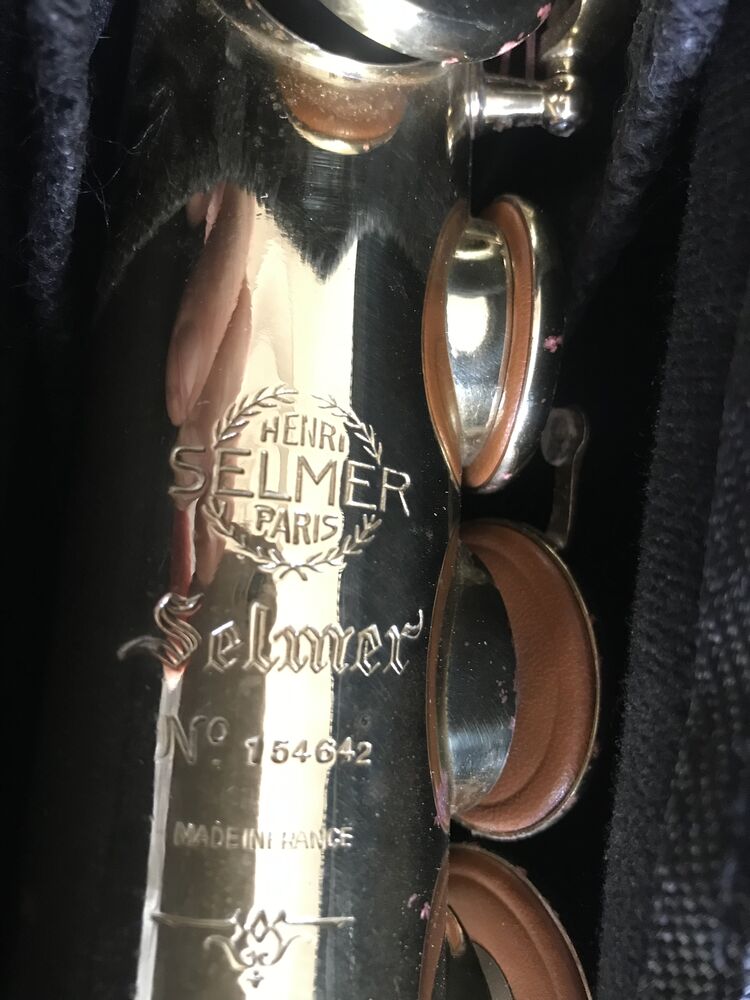 HENRI
SELMER
PARIS
Selmer
Nº 154642
MADE IN FRANCE